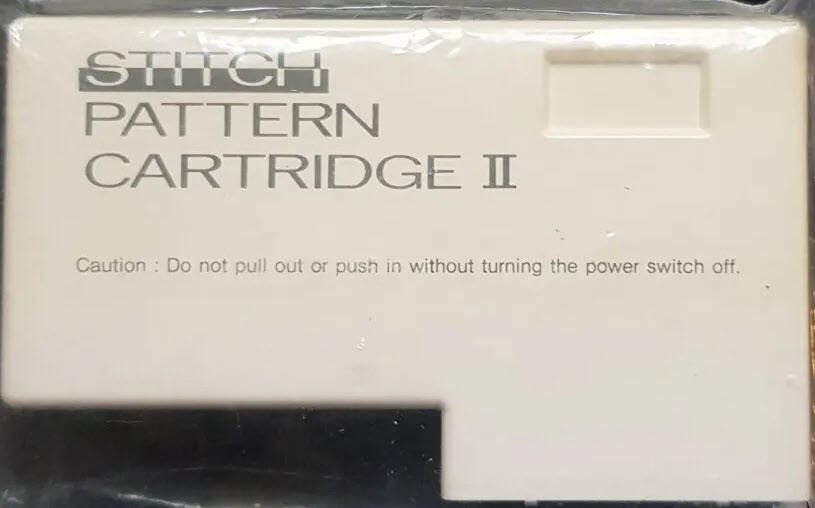 STITCH
PATTERN
CARTRIDGE II
Caution : Do not pull out or push in without turning the power switch off.